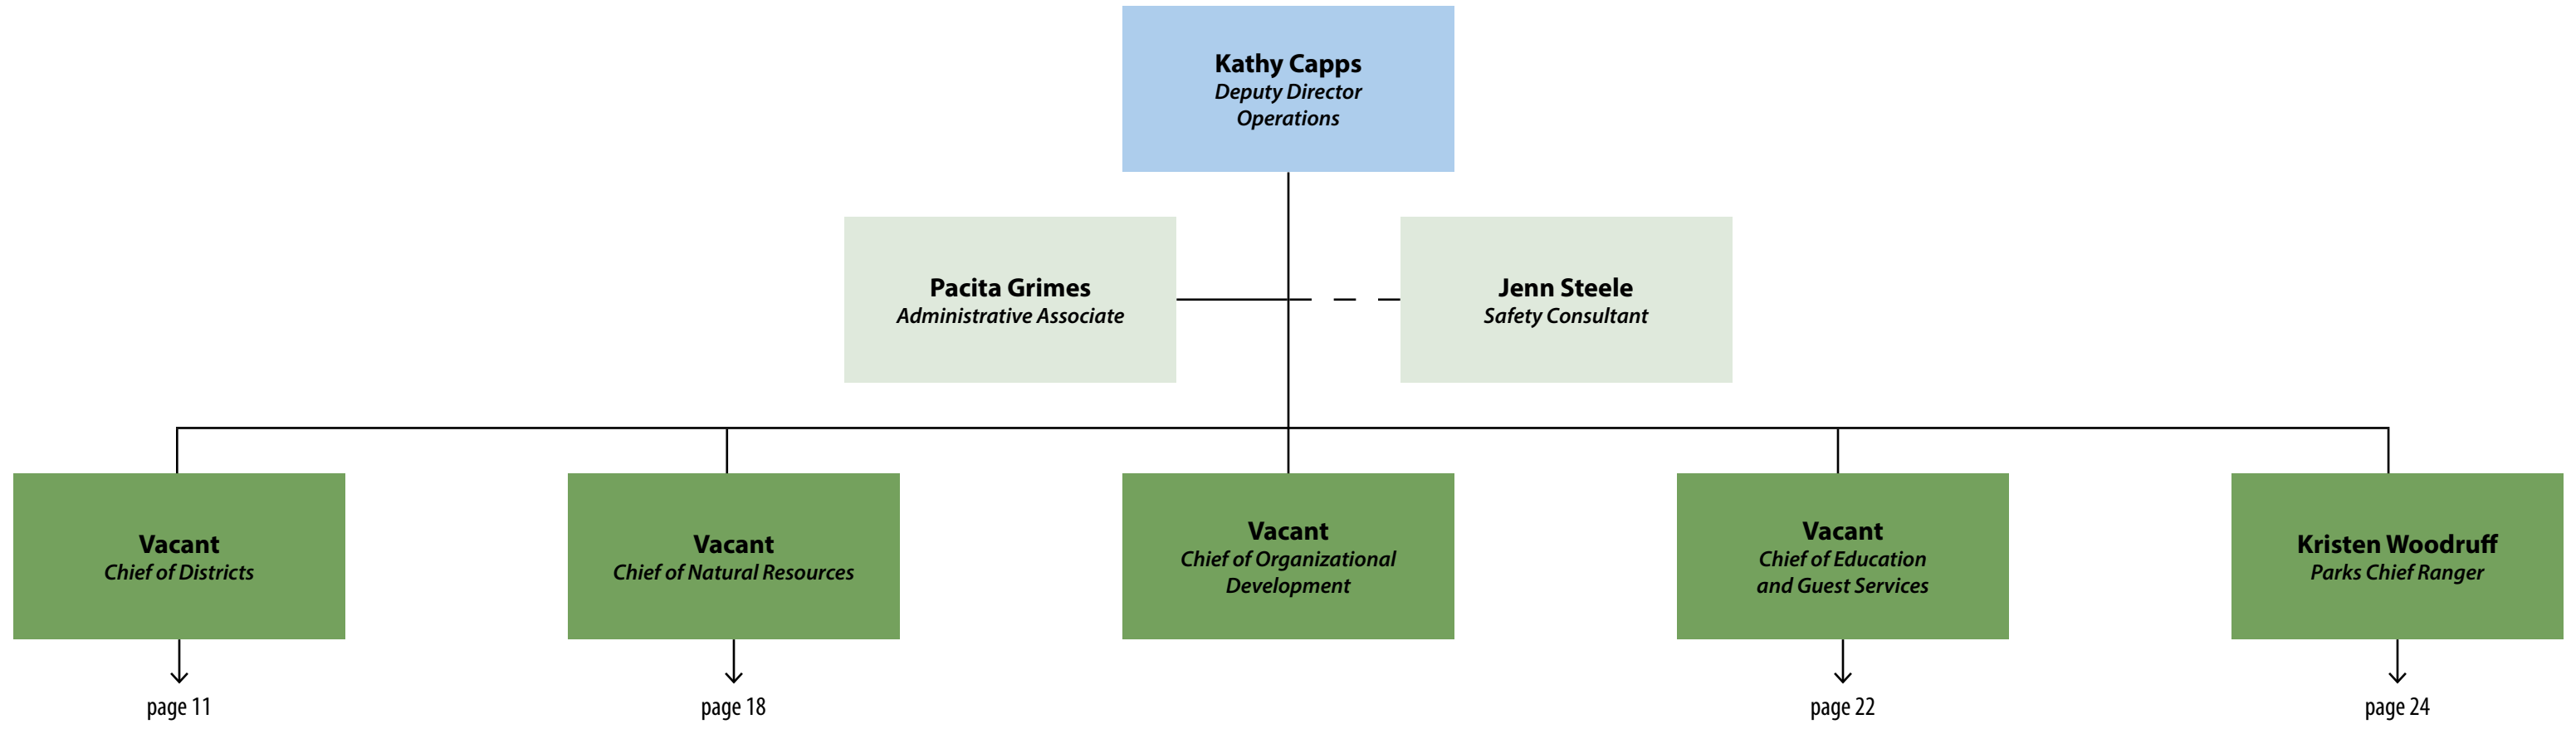 Kathy Capps
Deputy Director
Operations
Pacita Grimes
Administrative Associate
Jenn Steele
Safety Consultant
Vacant
Chief of Districts
Vacant
Chief of Natural Resources
Vacant
Chief of Organizational
Development
Vacant
Chief of Education
and Guest Services
Kristen Woodruff
Parks Chief Ranger
page 11
page 18
page 22
page 24